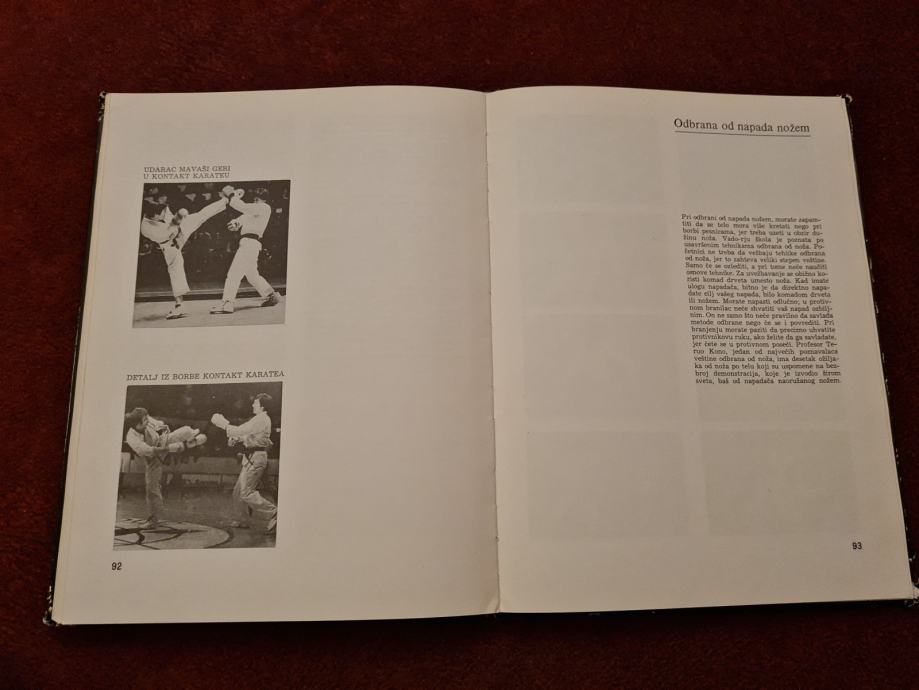 UDARAC MAVAŠI GERI
U KONTAKT KARATEU
DETALJ IZ BORBE KONTAKT KARATEA
92
Odbrana od napada nožem
Pri odbrani od napada nožem, morate zapam-
titi da se telo mora više kretati nego pri
borbi pesnicama, jer treba uzeti u obzir du-
žinu noža. Vado-rju škola je poznata po
usavršenim tehnikama odbrana od noža. Po-
četnici ne treba da vežbaju tehnike odbrana
od noža, jer to zahteva veliki stepen veštine.
Samo će se ozlediti, a pri tome neće naučiti
osnove tehnike. Za uvežbavanje se obično ko-
risti komad drveta umesto noža. Kad imate
ulogu napadača, bitno je da direktno napa-
date cilj vašeg napada, bilo komadom drveta
ili nožem. Morate napasti odlučno; u protiv-
nom branilac neće shvatiti vaš napad ozbilj-
nim. On ne samo što neće pravilno da savlada
metode odbrane nego će se i povrediti. Pri
branjenju morate paziti da precizno uhvatite
protivnikovu ruku, ako želite da ga savladate,
jer ćete se u protivnom poseći. Profesor Te-
ruo Kono, jedan od najvećih poznavalaca
veštine odbrana od noža, ima desetak ožilja-
ka od noža po telu koji su uspomene na bez-
broj demonstracija, koje je izvodio širom
sveta, baš od napadača naoružanog nožem.
93